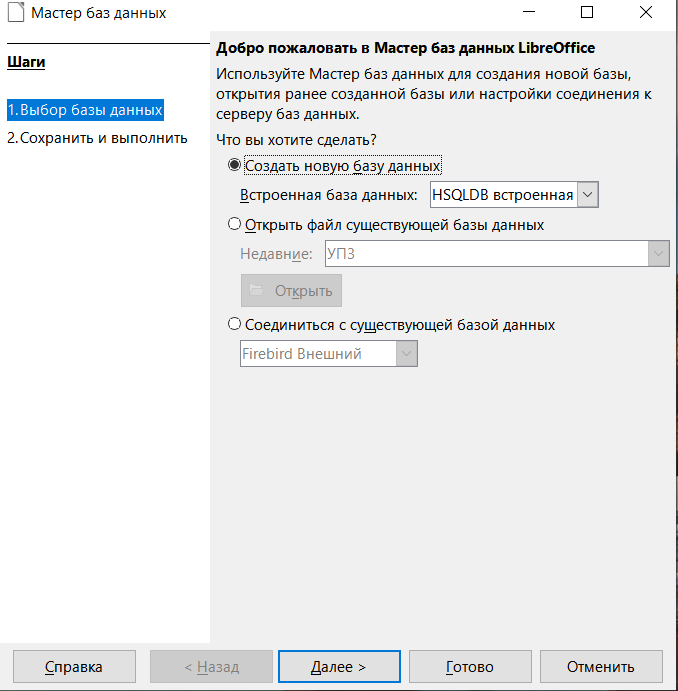 Мастер баз данных
Шаги
1.Выбор базы данных
2.Сохранить и выполнить
Добро пожаловать в Мастер баз данных LibreOffice
Используйте Мастер баз данных для создания новой базы,
открытия ранее созданной базы или настройки соединения к
серверу баз данных.
Что вы хотите сделать?
Создать новую базу данных
Встроенная база данных: HSQLDB встроенная
Открыть файл существующей базы данных
Недавние: УП3
Открыть
Соединиться с существующей базой данных
Firebird Внешний
Справка
< Назад
Далее >
Готово
Отменить